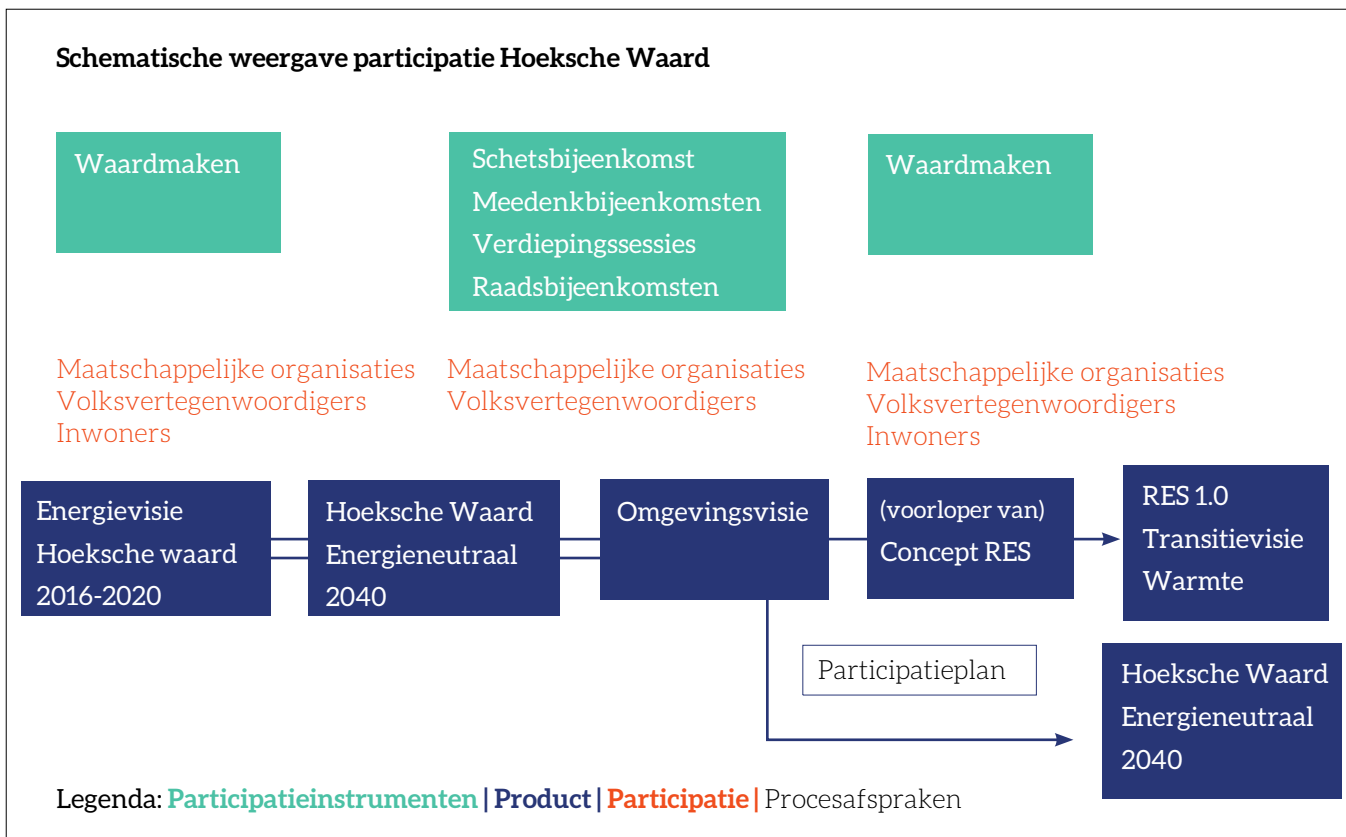 Schematische weergave participatie Hoeksche Waard
Waardmaken
Schetsbijeenkomst
Meedenkbijeenkomsten
Verdiepingssessies
Raadsbijeenkomsten
Waardmaken
Maatschappelijke organisaties
Volksvertegenwoordigers
Inwoners
Maatschappelijke organisaties
Volksvertegenwoordigers
Maatschappelijke organisaties
Volksvertegenwoordigers
Inwoners
Energievisie
Hoeksche waard
2016-2020
Hoeksche Waard
Energieneutraal
2040
Omgevingsvisie
(voorloper van)
Concept RES
RES 1.0
Transitievisie
Warmte
Participatieplan
Hoeksche Waard
Energieneutraal
2040
Legenda: Participatieinstrumenten | Product | Participatie | Procesafspraken